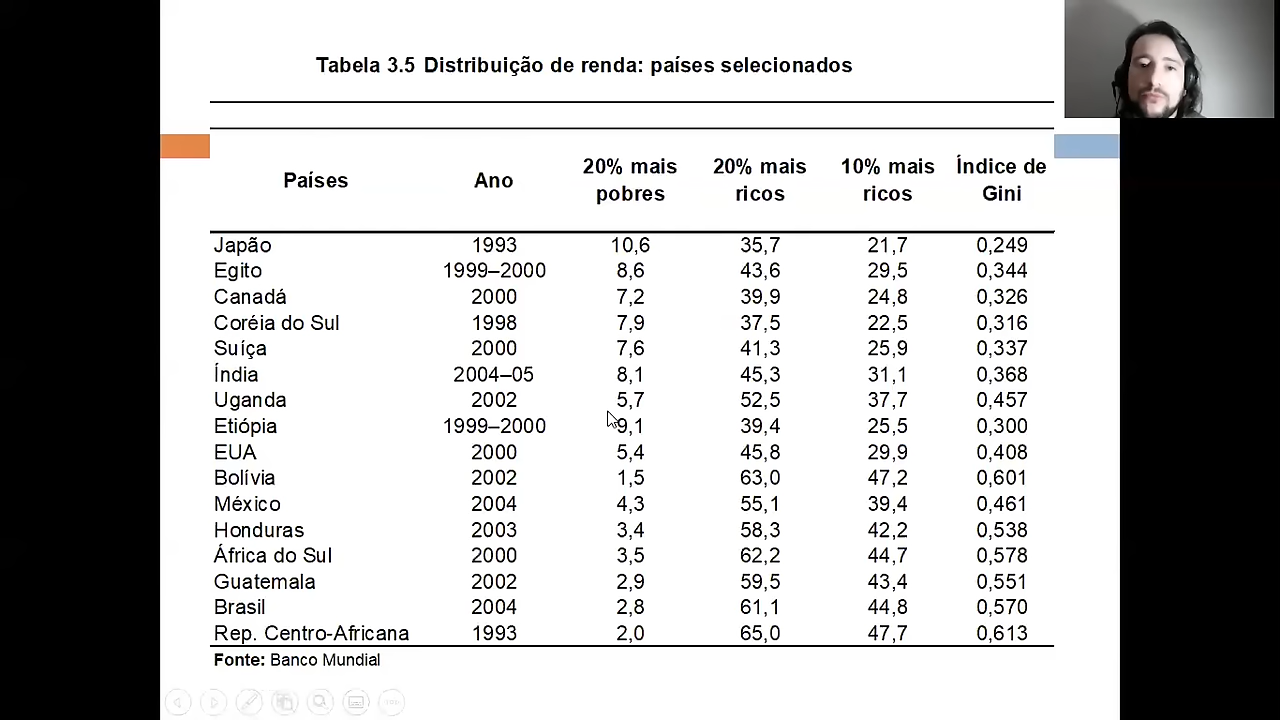 Tabela 3.5 Distribuição de renda: países selecionados
Países Ano 20% mais pobres 20% mais ricos 10% mais ricos Índice de Gini
Japão 1993 10,6 35,7 21,7 0,249
Egito 1999–2000 8,6 43,6 29,5 0,344
Canadá 2000 7,2 39,9 24,8 0,326
Coréia do Sul 1998 7,9 37,5 22,5 0,316
Suíça 2000 7,6 41,3 25,9 0,337
Índia 2004–05 8,1 45,3 31,1 0,368
Uganda 2002 5,7 52,5 37,7 0,457
Etiópia 1999–2000 9,1 39,4 25,5 0,300
EUA 2000 5,4 45,8 29,9 0,408
Bolívia 2002 1,5 63,0 47,2 0,601
México 2004 4,3 55,1 39,4 0,461
Honduras 2003 3,4 58,3 42,2 0,538
África do Sul 2000 3,5 62,2 44,7 0,578
Guatemala 2002 2,9 59,5 43,4 0,551
Brasil 2004 2,8 61,1 44,8 0,570
Rep. Centro-Africana 1993 2,0 65,0 47,7 0,613
Fonte: Banco Mundial